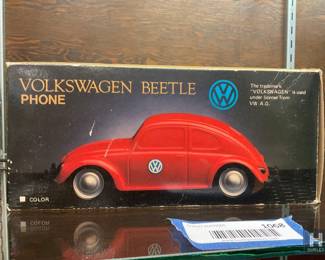 VOLKSWAGEN BEETLE
PHONE
The trademark
"VOLKSWAGEN" is used
under license from
VW A.G.
COLOR
1068